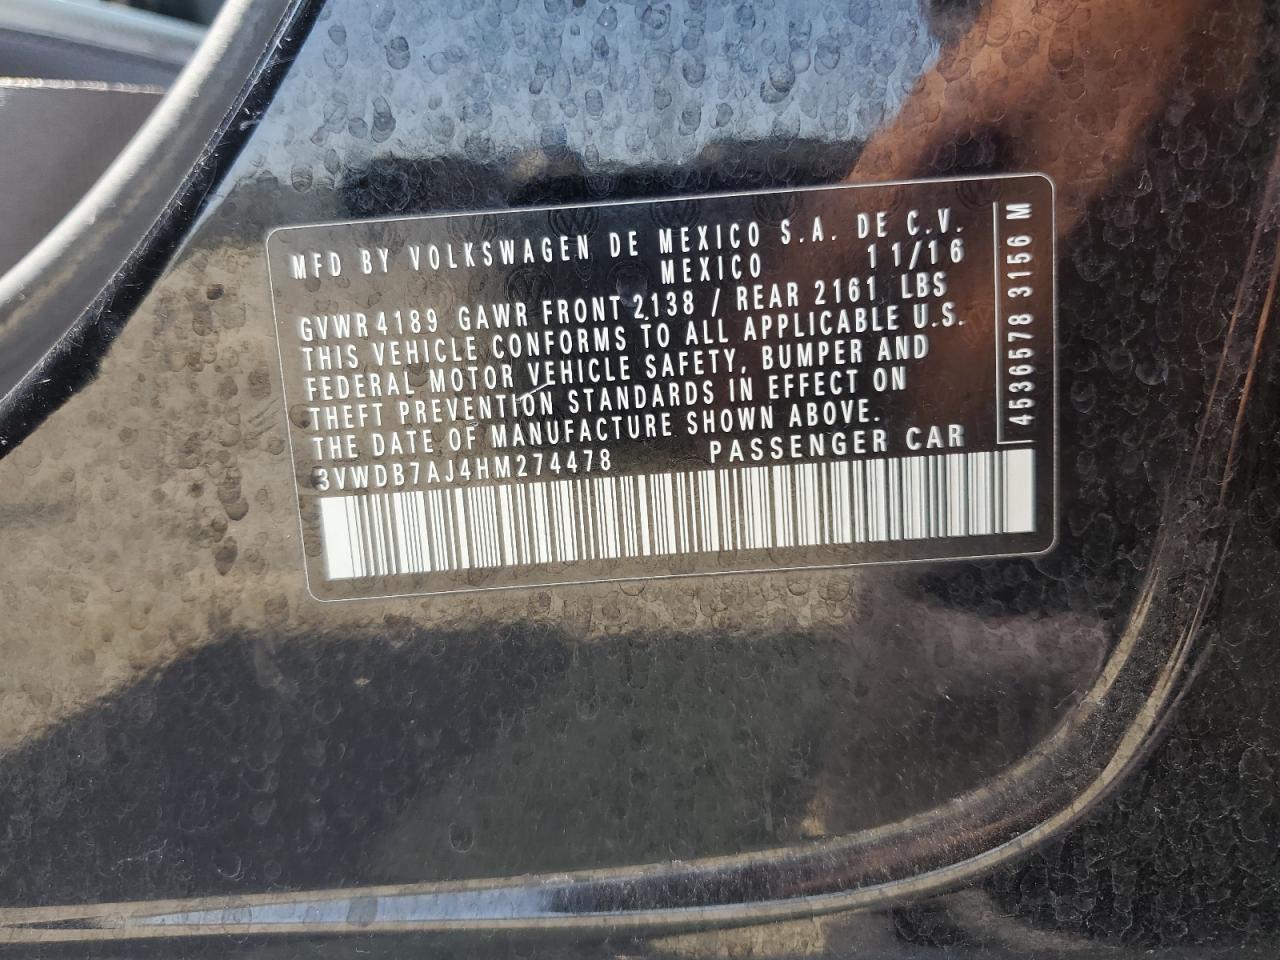 MFD BY VOLKSWAGEN DE MEXICO S.A. DE C.V.
MEXICO 11/16
GVWR 4189 GAWR FRONT 2138 / REAR 2161 LBS
THIS VEHICLE CONFORMS TO ALL APPLICABLE U.S.
FEDERAL MOTOR VEHICLE SAFETY, BUMPER AND
THEFT PREVENTION STANDARDS IN EFFECT ON
THE DATE OF MANUFACTURE SHOWN ABOVE.
3VWDB7AJ4HM274478 PASSENGER CAR
4536578 3156 M